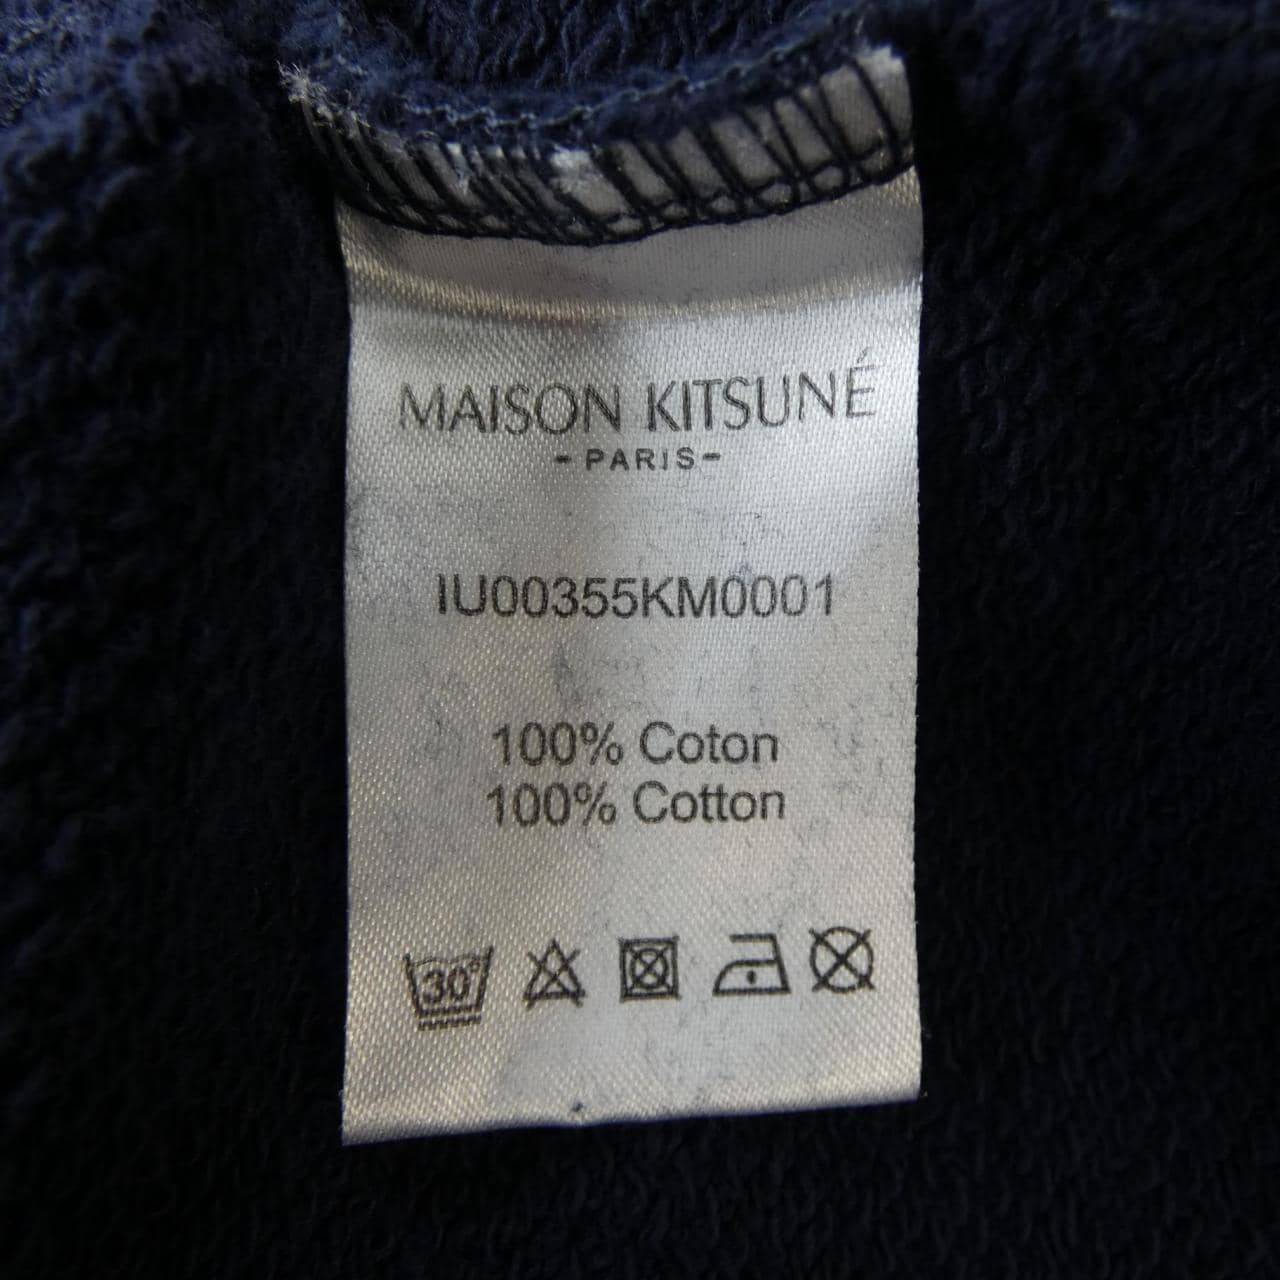 MAISON KITSUNÉ
- PARIS -
IU00355KM0001
100% Coton
100% Cotton
30°